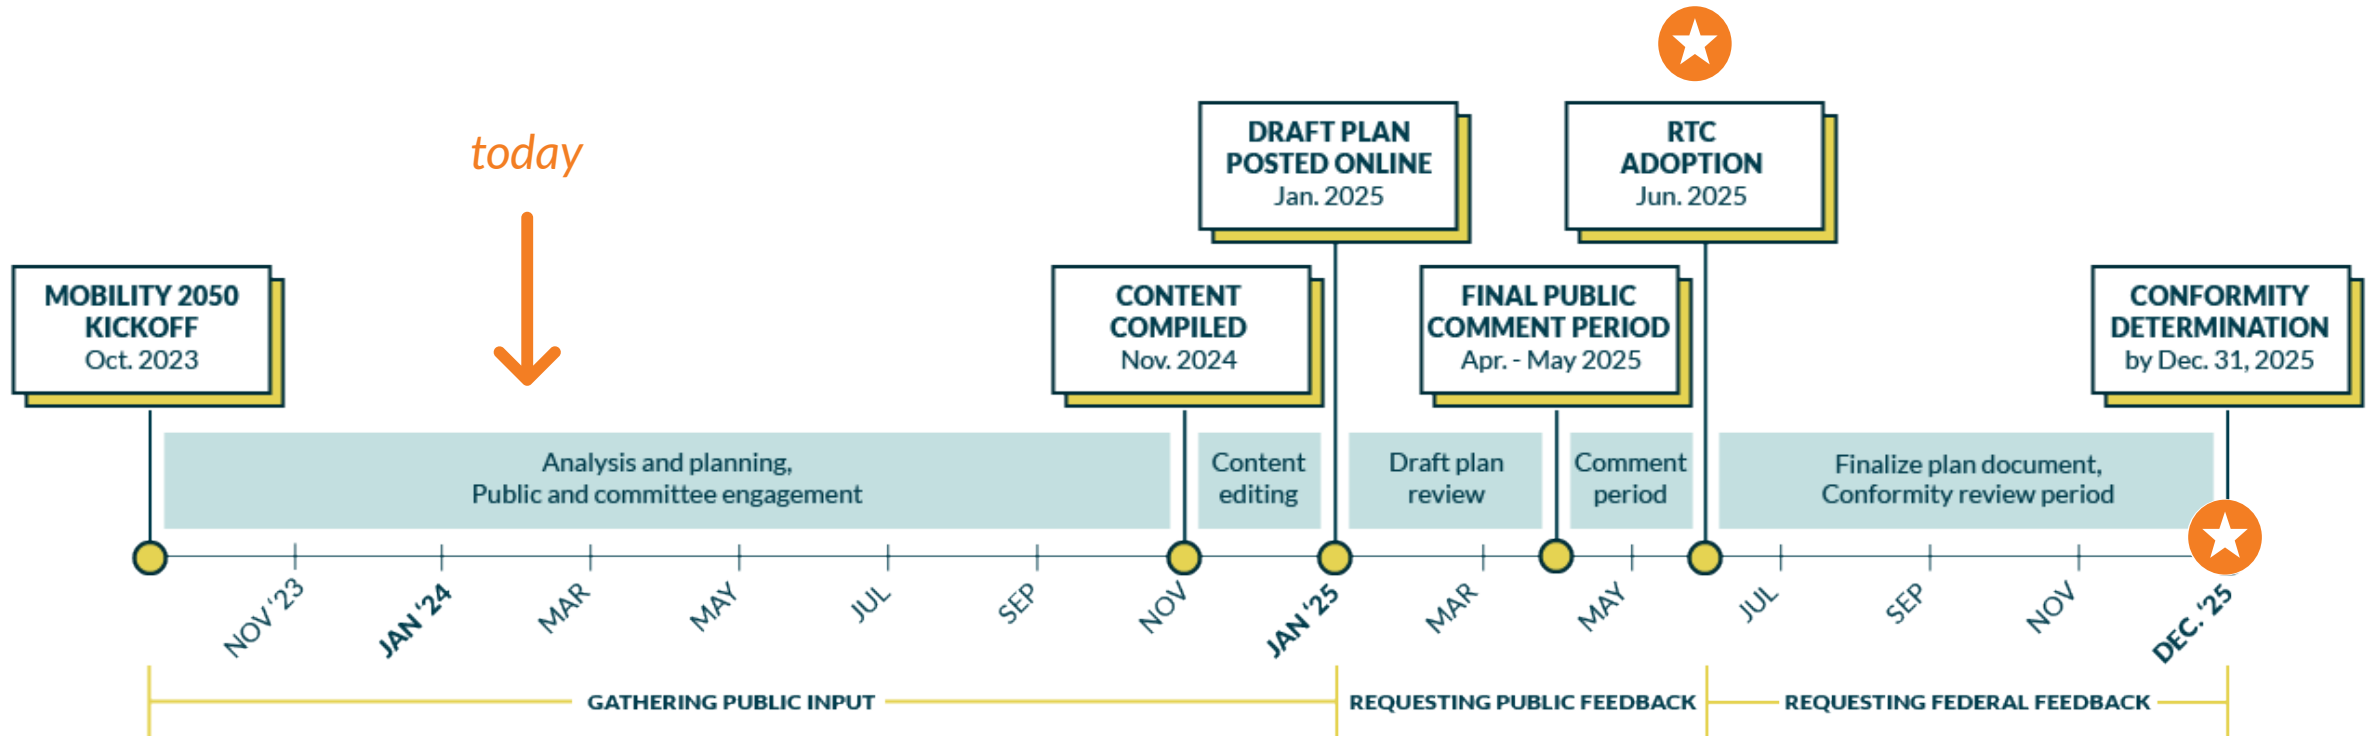 today
DRAFT PLAN
POSTED ONLINE
Jan. 2025
RTC
ADOPTION
Jun. 2025
MOBILITY 2050
KICKOFF
Oct. 2023
CONTENT
COMPILED
Nov. 2024
FINAL PUBLIC
COMMENT PERIOD
Apr. - May 2025
CONFORMITY
DETERMINATION
by Dec. 31, 2025
Analysis and planning,
Public and committee engagement
Content
editing
Draft plan
review
Comment
period
Finalize plan document,
Conformity review period
NOV '23
JAN '24
MAR
MAY
JUL
SEP
NOV
JAN '25
MAR
MAY
JUL
SEP
NOV
DEC. '25
GATHERING PUBLIC INPUT
REQUESTING PUBLIC FEEDBACK
REQUESTING FEDERAL FEEDBACK